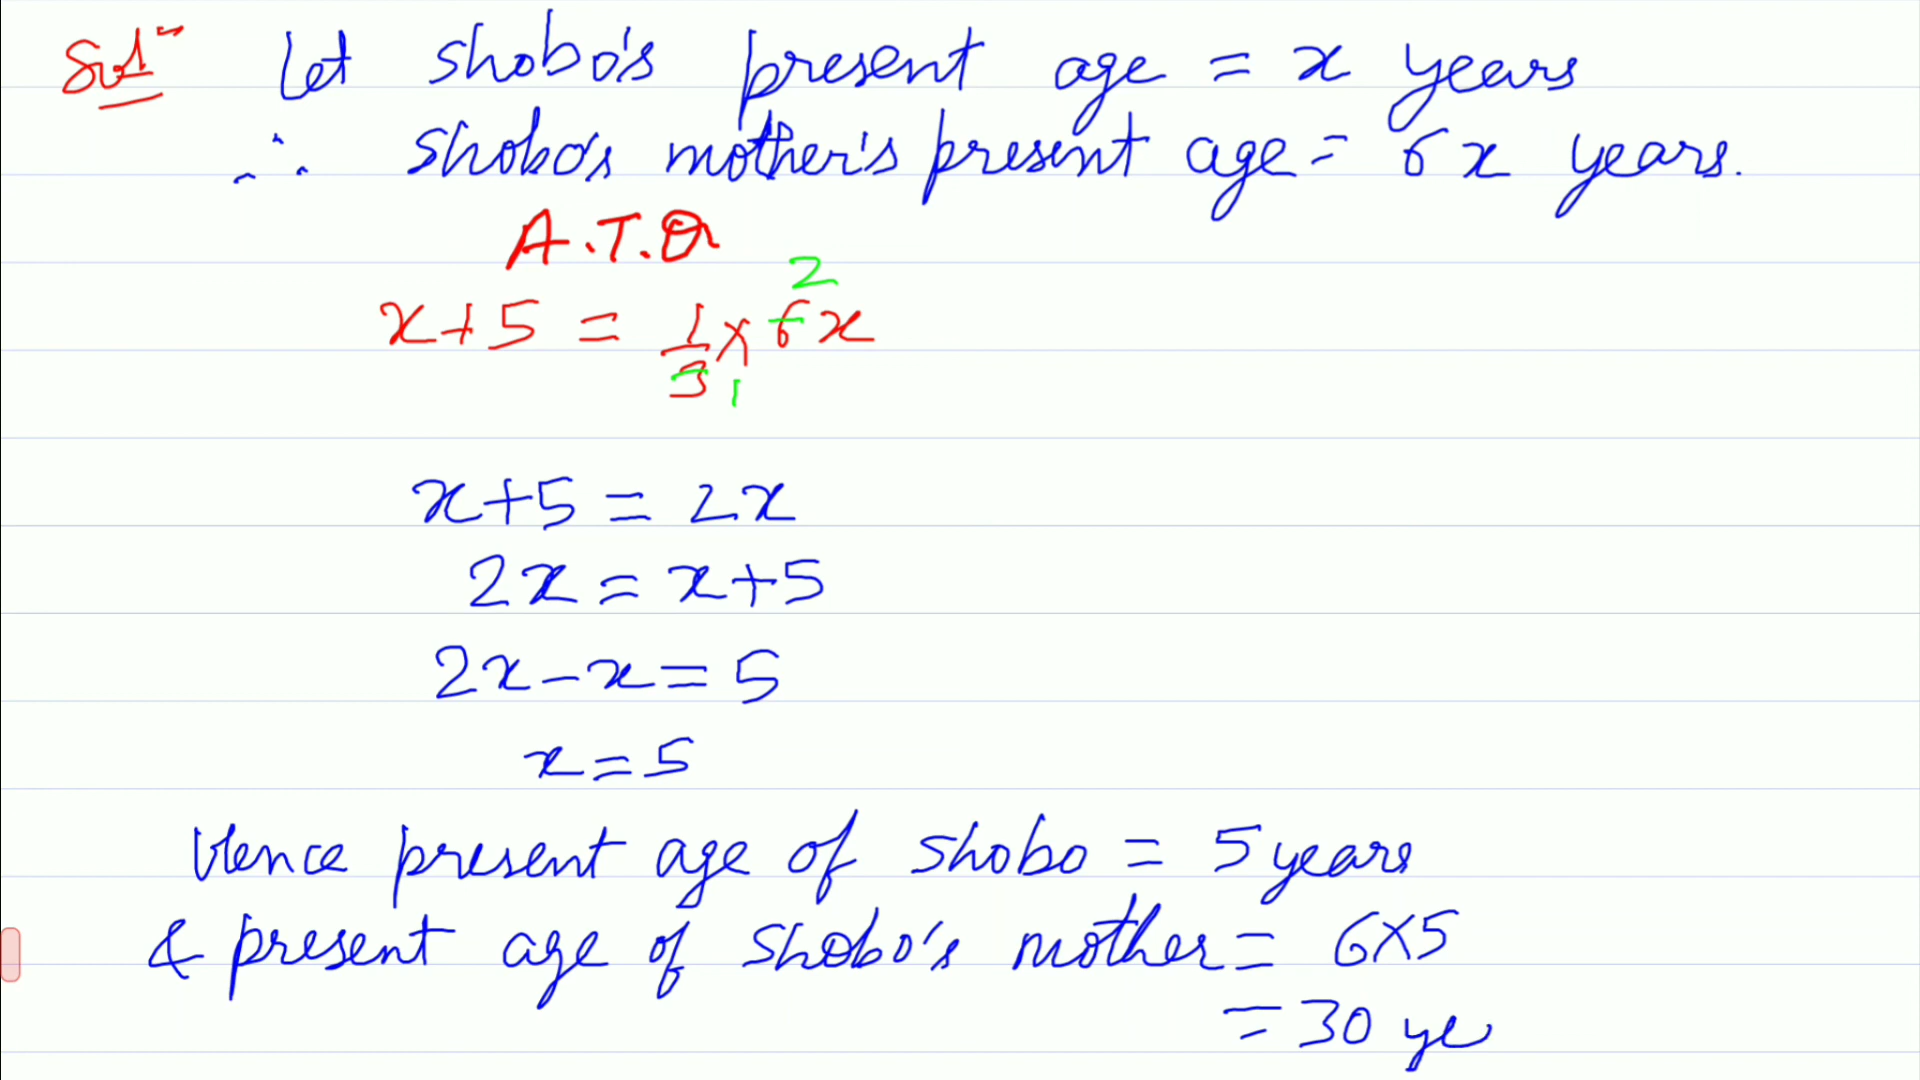 Solⁿ Let shobo's present age = x years
∴ shobo's mother's present age = 6x years.
A.T.Q
2
x+5 = 1/3 × 6x
1
x+5 = 2x
2x = x+5
2x-x = 5
x = 5
Hence present age of shobo = 5 years
& present age of shobo's mother = 6×5
= 30 ye